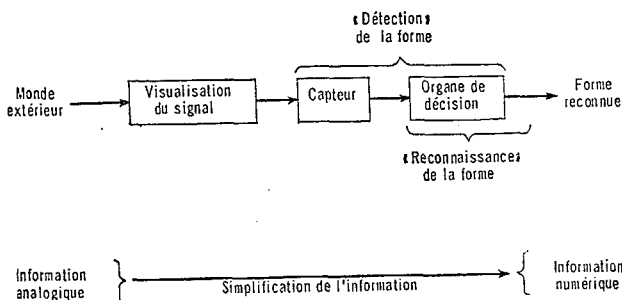 «Détection»
de la forme
Monde
extérieur
Visualisation
du signal
Capteur
Organe de
décision
Forme
reconnue
«Reconnaissance»
de la forme
Information
analogique
Simplification de l'information
Information
numérique